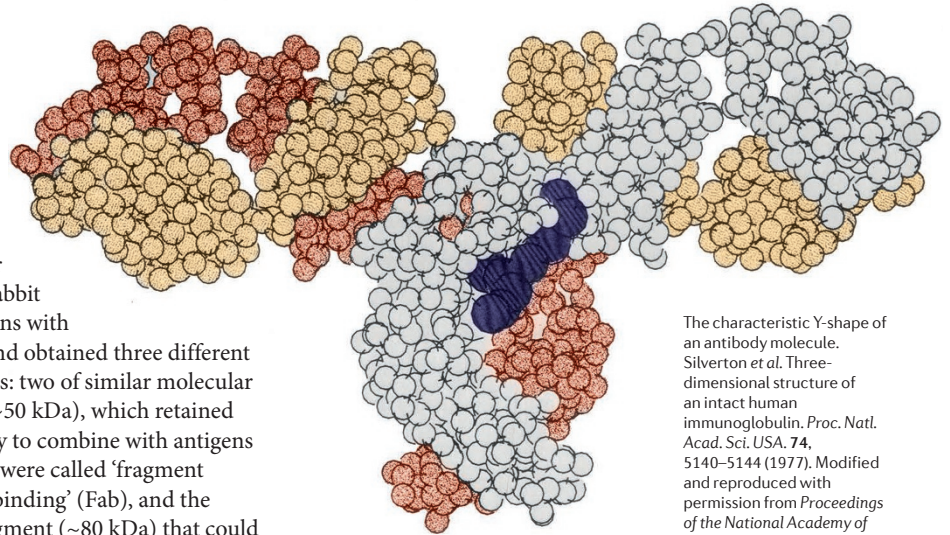 abbit
ns with
nd obtained three different
s: two of similar molecular
~50 kDa), which retained
y to combine with antigens
were called ‘fragment
binding’ (Fab), and the
gment (~80 kDa) that could
The characteristic Y-shape of
an antibody molecule.
Silverton et al. Three-
dimensional structure of
an intact human
immunoglobulin. Proc. Natl.
Acad. Sci. USA. 74,
5140–5144 (1977). Modified
and reproduced with
permission from Proceedings
of the National Academy of